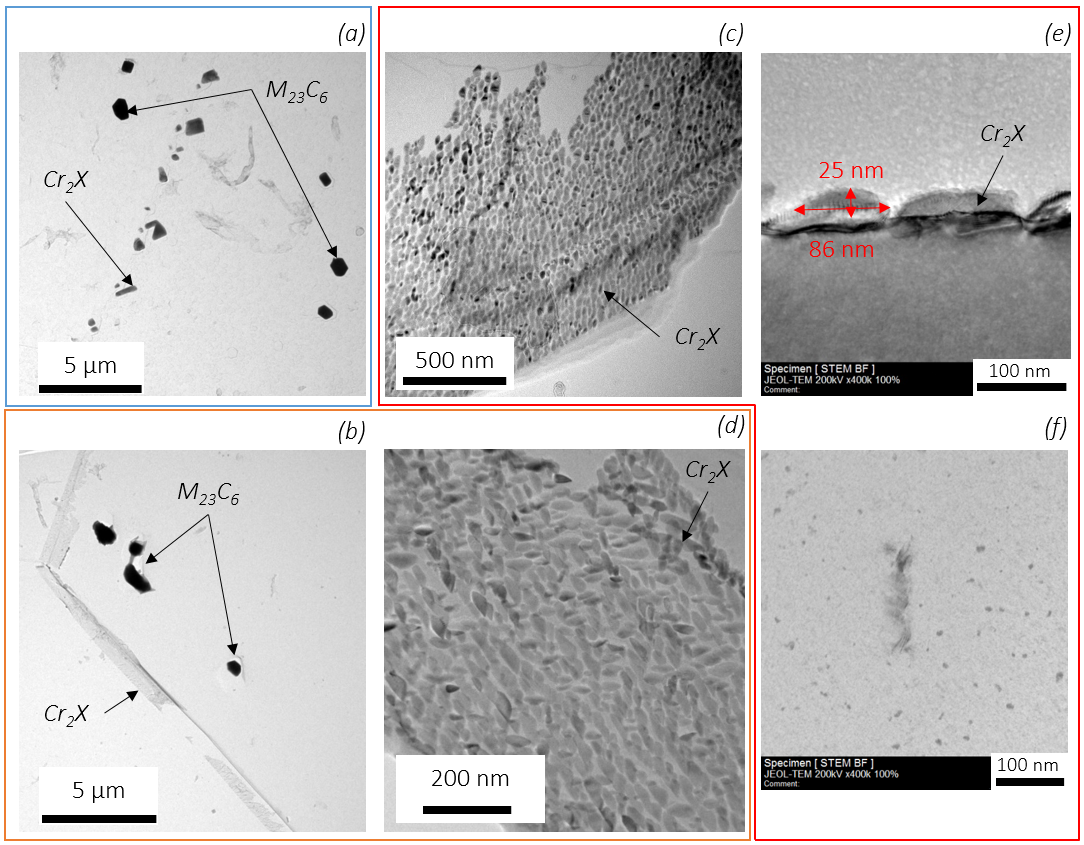 (a)
M23C6
Cr2X
5 µm
(c)
Cr2X
500 nm
(e)
Cr2X
25 nm
86 nm
Specimen [ STEM BF ]
JEOL-TEM 200kV x400k 100%
Comment:
100 nm
(b)
M23C6
Cr2X
5 µm
(d)
Cr2X
200 nm
(f)
Specimen [ STEM BF ]
JEOL-TEM 200kV x400k 100%
Comment:
100 nm